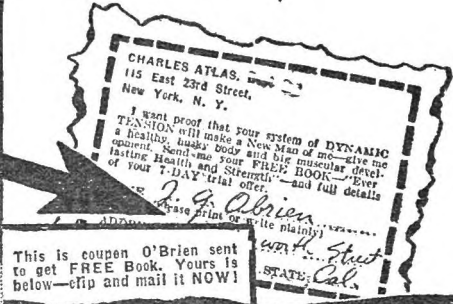 CHARLES ATLAS,
115 East 23rd Street,
New York, N. Y.
I want proof that your system of DYNAMIC
TENSION will make a New Man of me—give me
a healthy, husky body and big muscular devel-
opment. Send me your FREE BOOK—"Ever
lasting Health and Strength"—and full details
of your 7-DAY trial offer.
J. G. Obrien
print or write plainly)
worth Street
STATE Cal.
This is coupon O'Brien sent
to get FREE Book. Yours is
below—clip and mail it NOW!